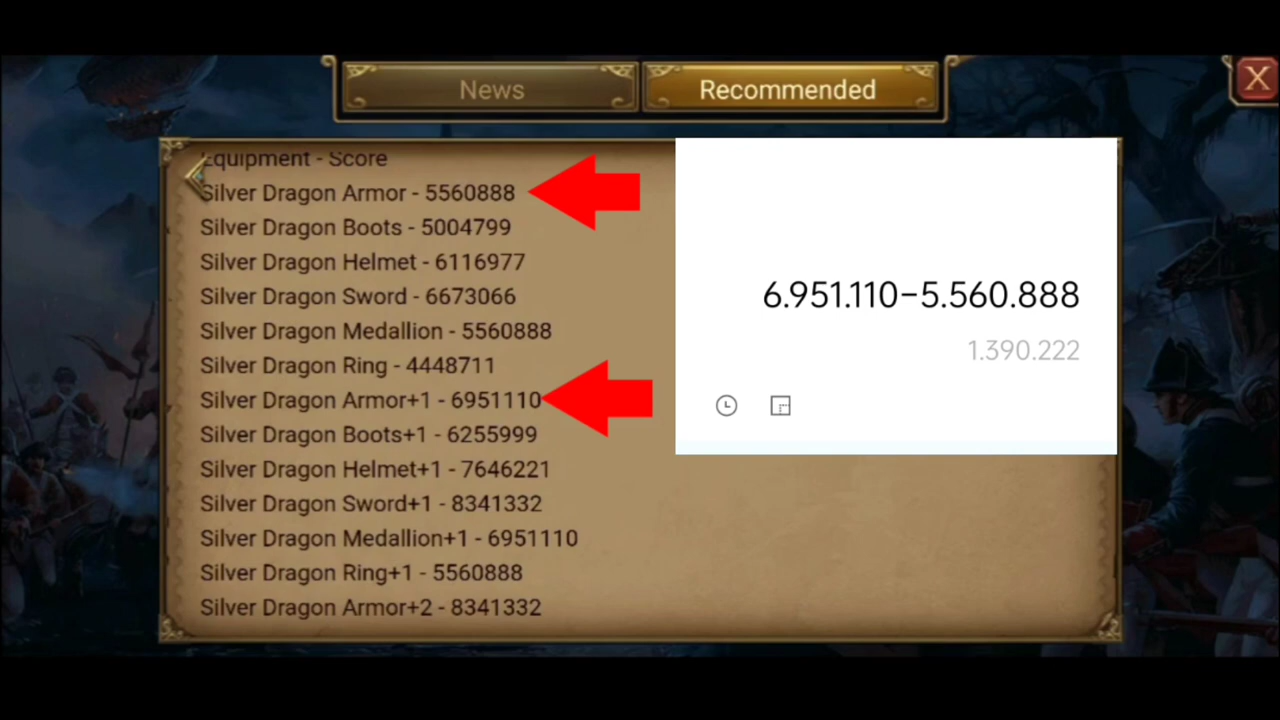 News
Recommended
X
Equipment - Score
Silver Dragon Armor - 5560888
Silver Dragon Boots - 5004799
Silver Dragon Helmet - 6116977
Silver Dragon Sword - 6673066
Silver Dragon Medallion - 5560888
Silver Dragon Ring - 4448711
Silver Dragon Armor+1 - 6951110
Silver Dragon Boots+1 - 6255999
Silver Dragon Helmet+1 - 7646221
Silver Dragon Sword+1 - 8341332
Silver Dragon Medallion+1 - 6951110
Silver Dragon Ring+1 - 5560888
Silver Dragon Armor+2 - 8341332
6.951.110−5.560.888
1.390.222